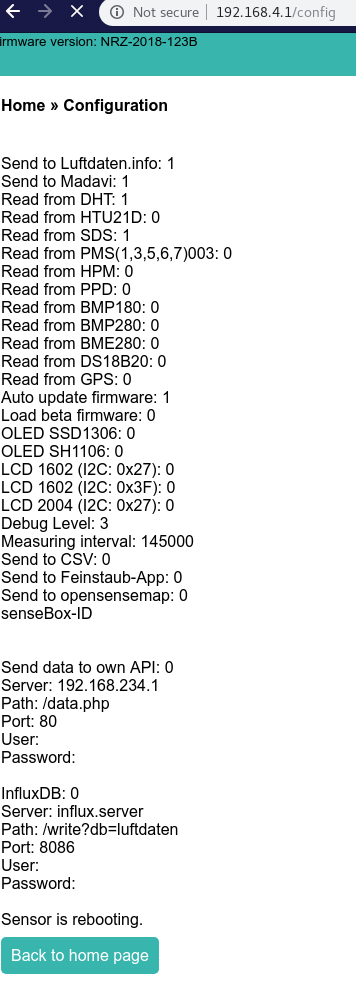 Not secure | 192.168.4.1/config
irmware version: NRZ-2018-123B
Home » Configuration
Send to Luftdaten.info: 1
Send to Madavi: 1
Read from DHT: 1
Read from HTU21D: 0
Read from SDS: 1
Read from PMS(1,3,5,6,7)003: 0
Read from HPM: 0
Read from PPD: 0
Read from BMP180: 0
Read from BMP280: 0
Read from BME280: 0
Read from DS18B20: 0
Read from GPS: 0
Auto update firmware: 1
Load beta firmware: 0
OLED SSD1306: 0
OLED SH1106: 0
LCD 1602 (I2C: 0x27): 0
LCD 1602 (I2C: 0x3F): 0
LCD 2004 (I2C: 0x27): 0
Debug Level: 3
Measuring interval: 145000
Send to CSV: 0
Send to Feinstaub-App: 0
Send to opensensemap: 0
senseBox-ID
Send data to own API: 0
Server: 192.168.234.1
Path: /data.php
Port: 80
User:
Password:
InfluxDB: 0
Server: influx.server
Path: /write?db=luftdaten
Port: 8086
User:
Password:
Sensor is rebooting.
Back to home page